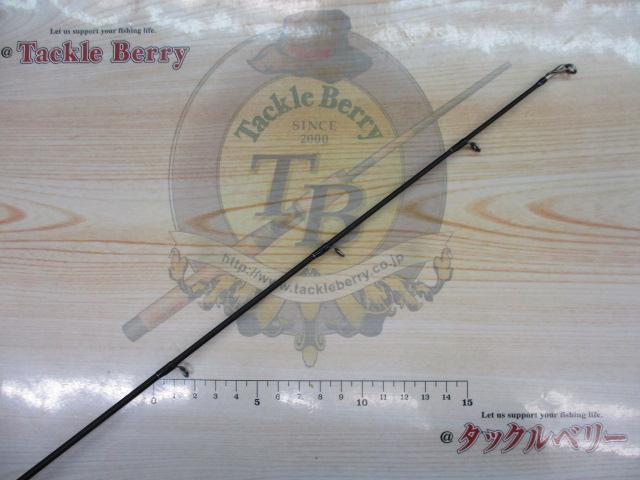 Let us support your fishing life.
@ Tackle Berry
Tackle Berry
SINCE
2000
TB
http://www.tackleberry.co.jp
0 1 2 3 4 5 6 7 8 9 10 11 12 13 14 15
Let us support your fishing life.
@ タックルベリー